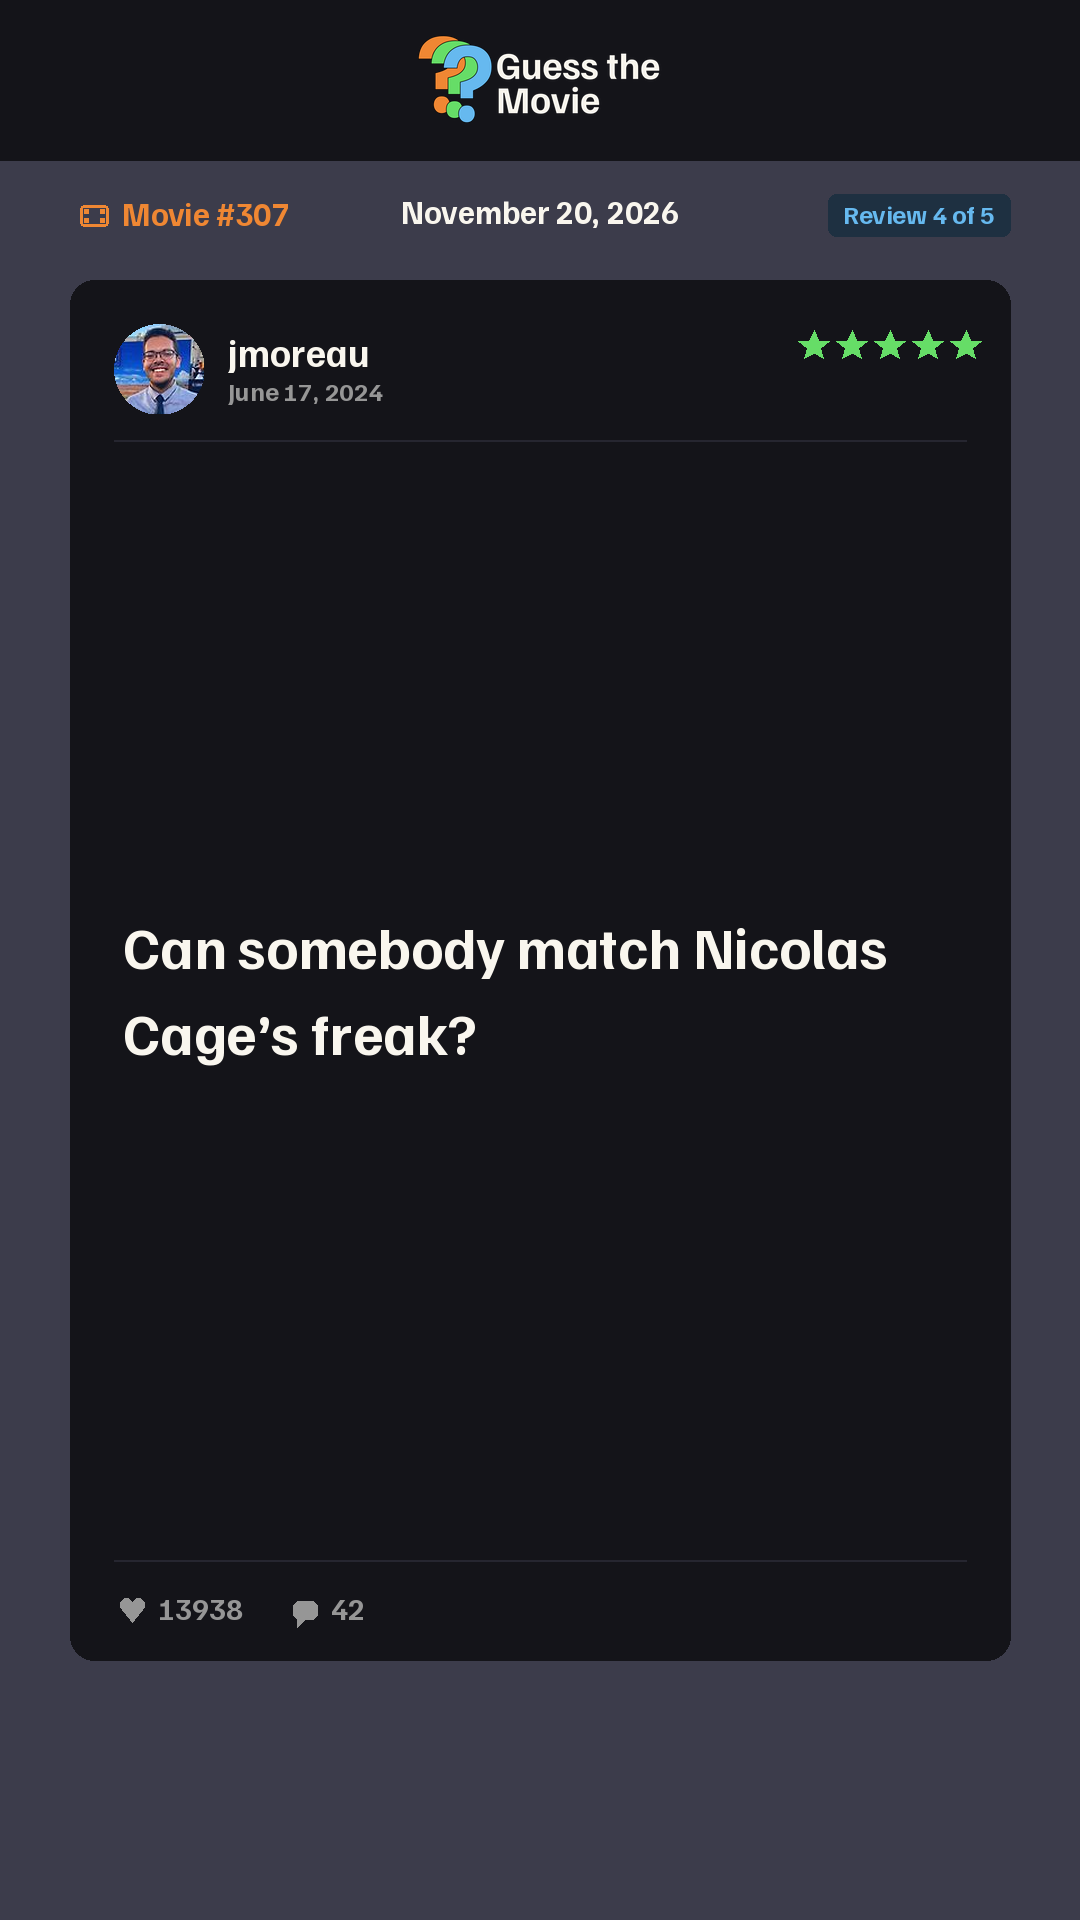 Guess the
Movie
Movie #307
November 20, 2026
Review 4 of 5
jmoreau
June 17, 2024
Can somebody match Nicolas
Cage’s freak?
13938
42